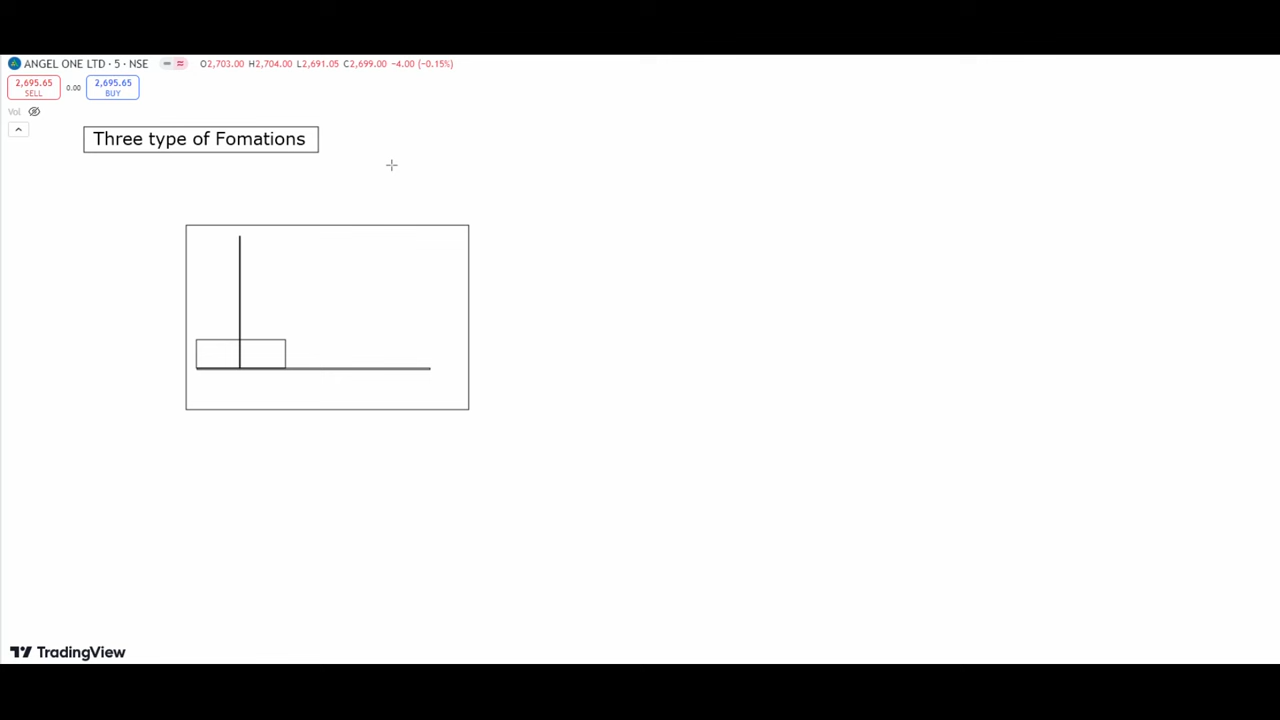 ANGEL ONE LTD · 5 · NSE O2,703.00 H2,704.00 L2,691.05 C2,699.00 −4.00 (−0.15%)
2,695.65 0.00 2,695.65
SELL BUY
Vol
Three type of Fomations
TradingView